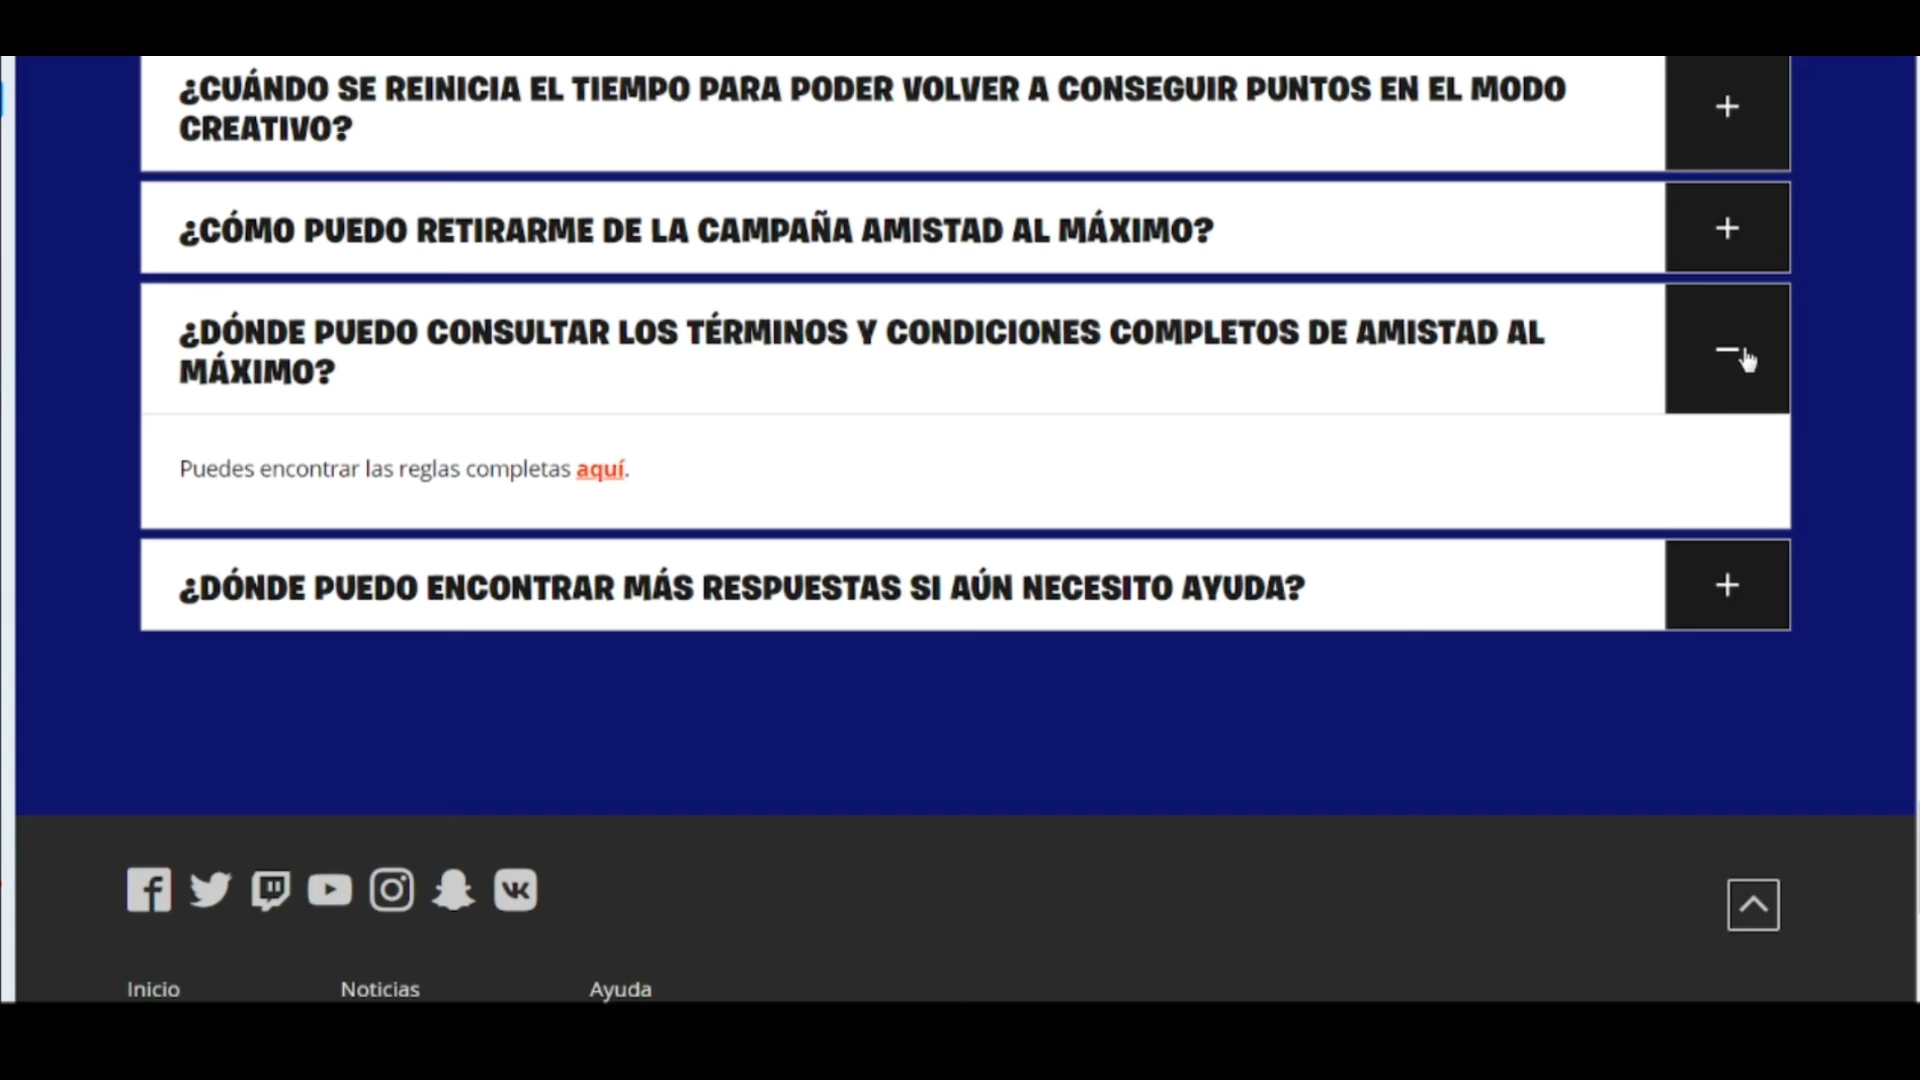 ¿CUÁNDO SE REINICIA EL TIEMPO PARA PODER VOLVER A CONSEGUIR PUNTOS EN EL MODO
CREATIVO?
¿CÓMO PUEDO RETIRARME DE LA CAMPAÑA AMISTAD AL MÁXIMO?
¿DÓNDE PUEDO CONSULTAR LOS TÉRMINOS Y CONDICIONES COMPLETOS DE AMISTAD AL
MÁXIMO?
Puedes encontrar las reglas completas aquí.
¿DÓNDE PUEDO ENCONTRAR MÁS RESPUESTAS SI AÚN NECESITO AYUDA?
Inicio Noticias Ayuda